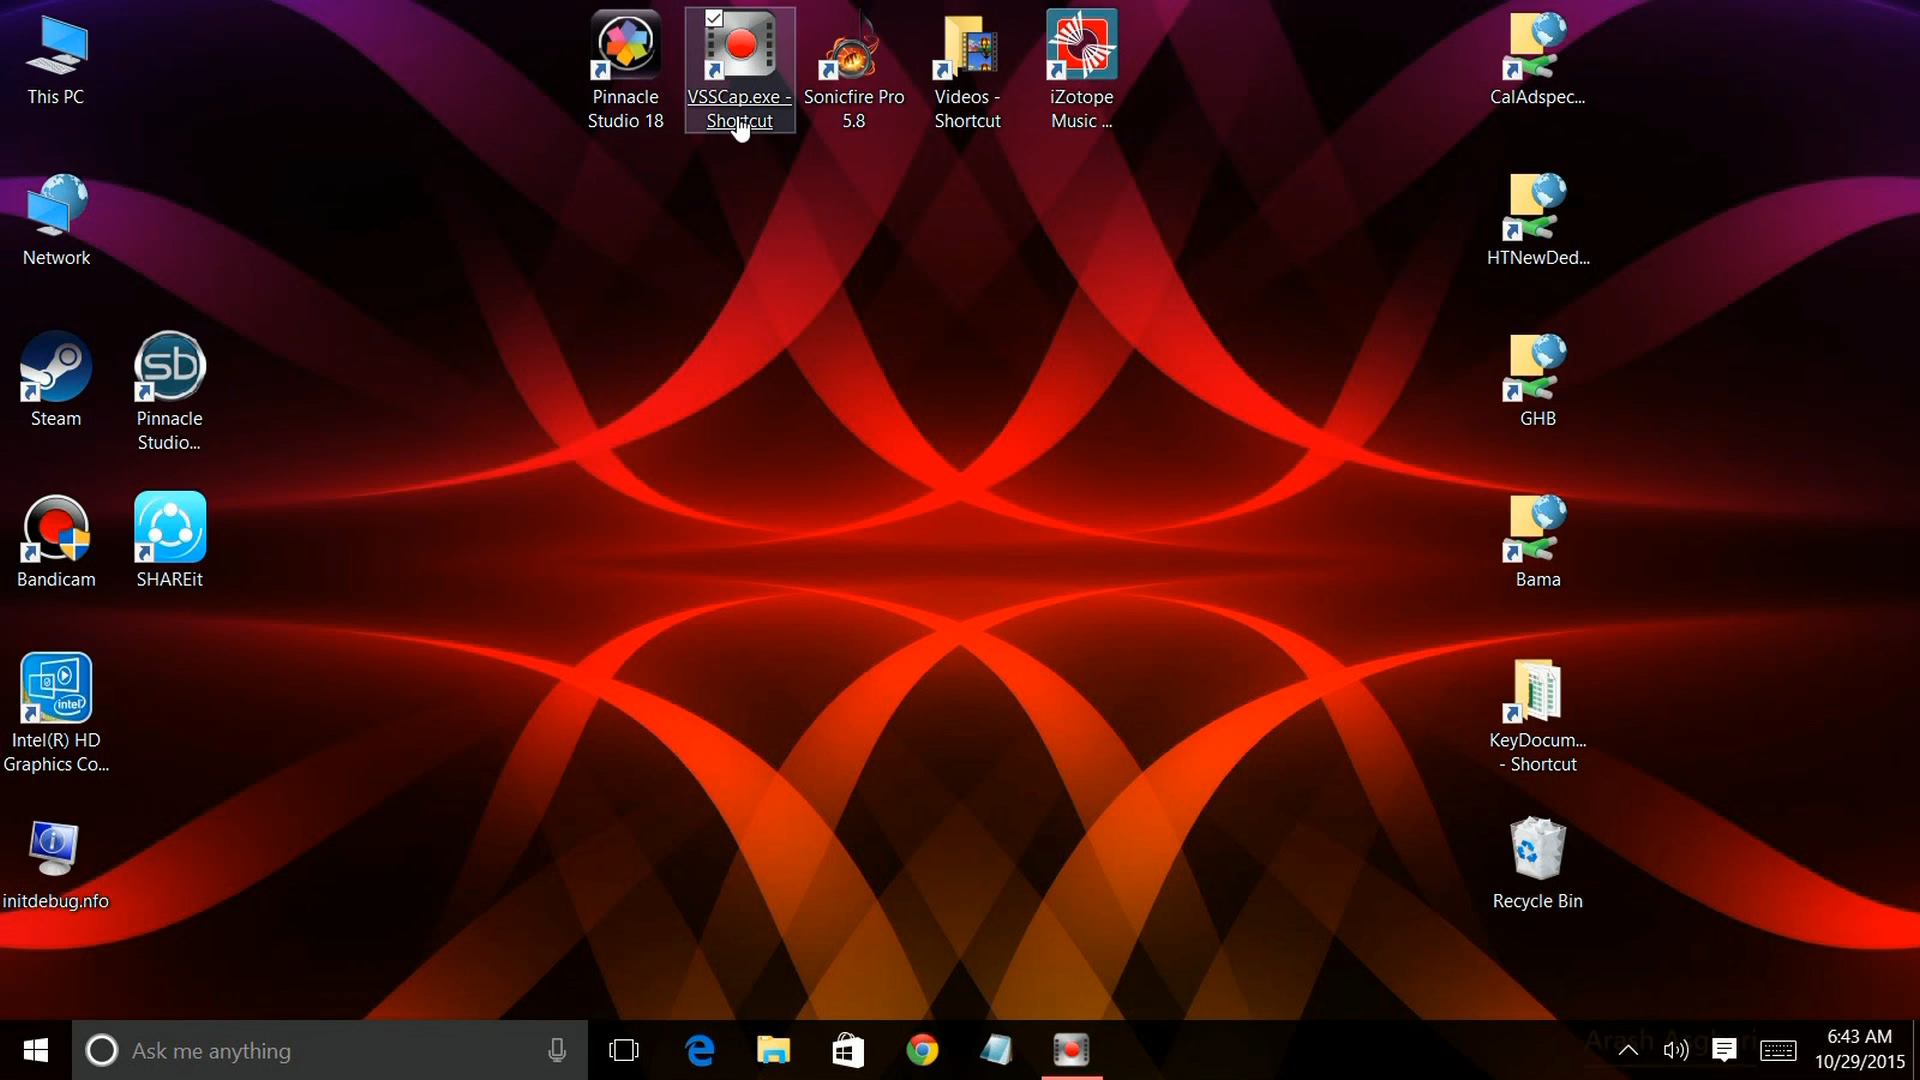 This PC
Pinnacle
Studio 18
VSSCap.exe -
Shortcut
Sonicfire Pro
5.8
Videos -
Shortcut
iZotope
Music ...
CalAdspec...
Network
HTNewDed...
Steam
sb
Pinnacle
Studio...
GHB
Bandicam
SHAREit
Bama
intel
Intel(R) HD
Graphics Co...
KeyDocum...
- Shortcut
initdebug.nfo
Recycle Bin
Ask me anything
6:43 AM
10/29/2015